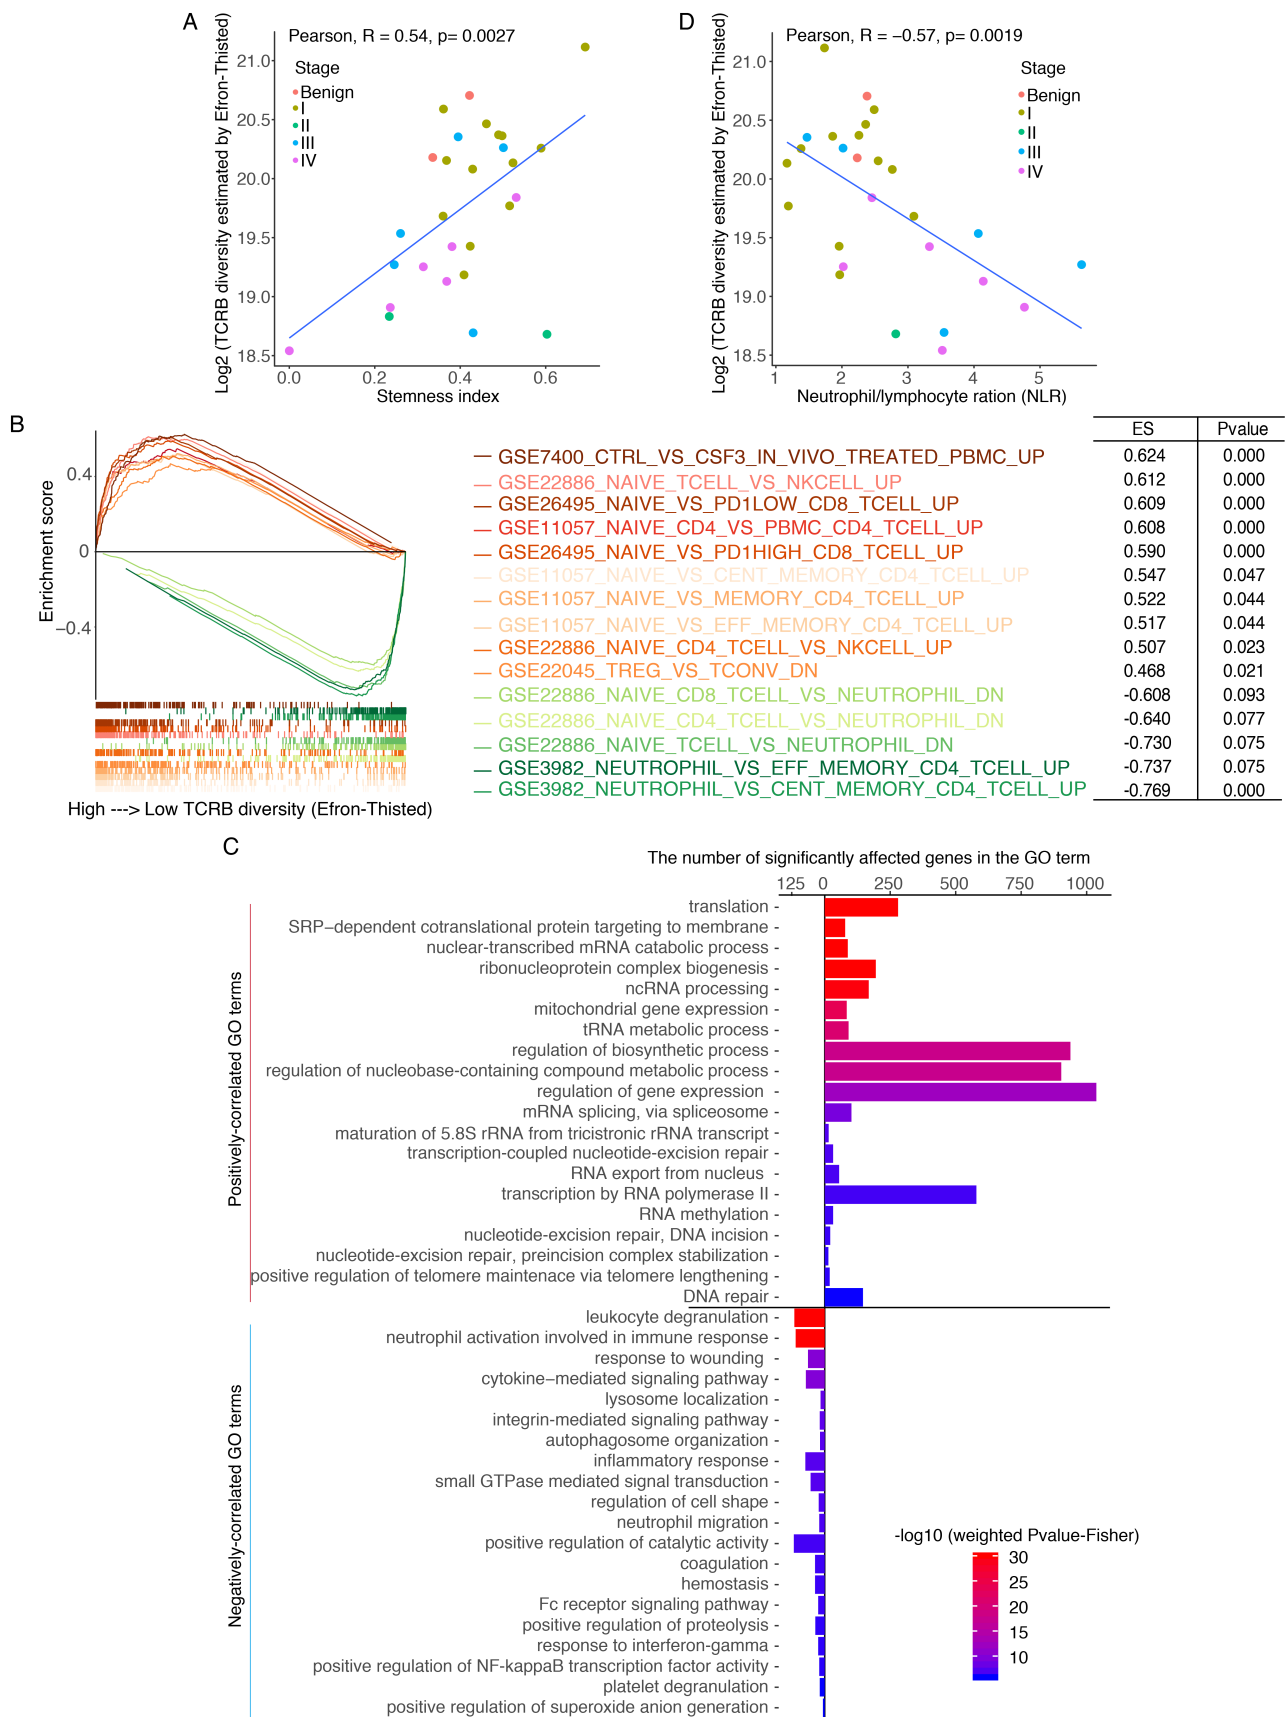 A
Pearson, R = 0.54, p= 0.0027
Log2 (TCRB diversity estimated by Efron-Thisted)
Stage
Benign
I
II
III
IV
21.0
20.5
20.0
19.5
19.0
18.5
0.0 0.2 0.4 0.6
Stemness index
D
Pearson, R = −0.57, p= 0.0019
Log2 (TCRB diversity estimated by Efron-Thisted)
Stage
Benign
I
II
III
IV
21.0
20.5
20.0
19.5
19.0
18.5
1 2 3 4 5
Neutrophil/lymphocyte ration (NLR)
B
Enrichment score
0.4
0
−0.4
High ---> Low TCRB diversity (Efron-Thisted)
ES Pvalue
GSE7400_CTRL_VS_CSF3_IN_VIVO_TREATED_PBMC_UP 0.624 0.000
GSE22886_NAIVE_TCELL_VS_NKCELL_UP 0.612 0.000
GSE26495_NAIVE_VS_PD1LOW_CD8_TCELL_UP 0.609 0.000
GSE11057_NAIVE_CD4_VS_PBMC_CD4_TCELL_UP 0.608 0.000
GSE26495_NAIVE_VS_PD1HIGH_CD8_TCELL_UP 0.590 0.000
GSE11057_NAIVE_VS_CENT_MEMORY_CD4_TCELL_UP 0.547 0.047
GSE11057_NAIVE_VS_MEMORY_CD4_TCELL_UP 0.522 0.044
GSE11057_NAIVE_VS_EFF_MEMORY_CD4_TCELL_UP 0.517 0.044
GSE22886_NAIVE_CD4_TCELL_VS_NKCELL_UP 0.507 0.023
GSE22045_TREG_VS_TCONV_DN 0.468 0.021
GSE22886_NAIVE_CD8_TCELL_VS_NEUTROPHIL_DN -0.608 0.093
GSE22886_NAIVE_CD4_TCELL_VS_NEUTROPHIL_DN -0.640 0.077
GSE22886_NAIVE_TCELL_VS_NEUTROPHIL_DN -0.730 0.075
GSE3982_NEUTROPHIL_VS_EFF_MEMORY_CD4_TCELL_UP -0.737 0.075
GSE3982_NEUTROPHIL_VS_CENT_MEMORY_CD4_TCELL_UP -0.769 0.000
C
The number of significantly affected genes in the GO term
125 0 250 500 750 1000
Positively-correlated GO terms
translation
SRP−dependent cotranslational protein targeting to membrane
nuclear-transcribed mRNA catabolic process
ribonucleoprotein complex biogenesis
ncRNA processing
mitochondrial gene expression
tRNA metabolic process
regulation of biosynthetic process
regulation of nucleobase-containing compound metabolic process
regulation of gene expression
mRNA splicing, via spliceosome
maturation of 5.8S rRNA from tricistronic rRNA transcript
transcription-coupled nucleotide-excision repair
RNA export from nucleus
transcription by RNA polymerase II
RNA methylation
nucleotide-excision repair, DNA incision
nucleotide-excision repair, preincision complex stabilization
positive regulation of telomere maintenace via telomere lengthening
DNA repair
Negatively-correlated GO terms
leukocyte degranulation
neutrophil activation involved in immune response
response to wounding
cytokine−mediated signaling pathway
lysosome localization
integrin-mediated signaling pathway
autophagosome organization
inflammatory response
small GTPase mediated signal transduction
regulation of cell shape
neutrophil migration
positive regulation of catalytic activity
coagulation
hemostasis
Fc receptor signaling pathway
positive regulation of proteolysis
response to interferon-gamma
positive regulation of NF-kappaB transcription factor activity
platelet degranulation
positive regulation of superoxide anion generation
-log10 (weighted Pvalue-Fisher)
30
25
20
15
10